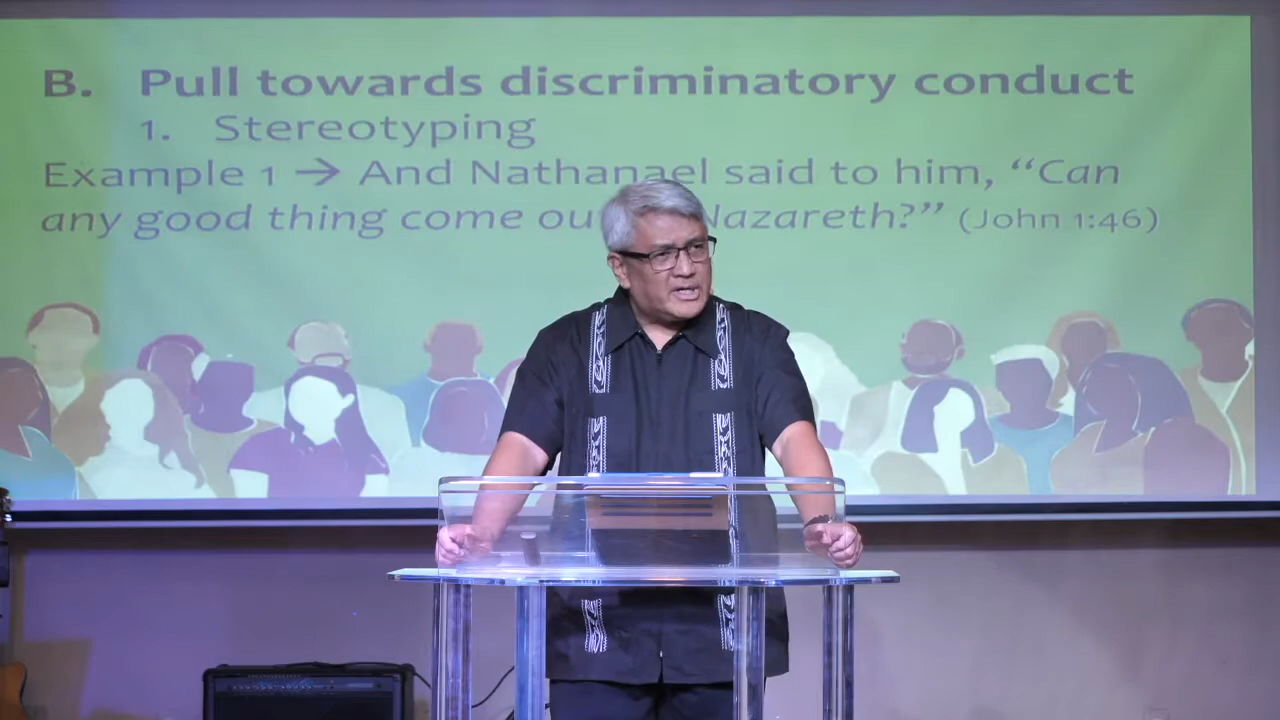 B. Pull towards discriminatory conduct
1. Stereotyping
Example 1 → And Nathanael said to him, “Can
any good thing come Nazareth?” (John 1:46)